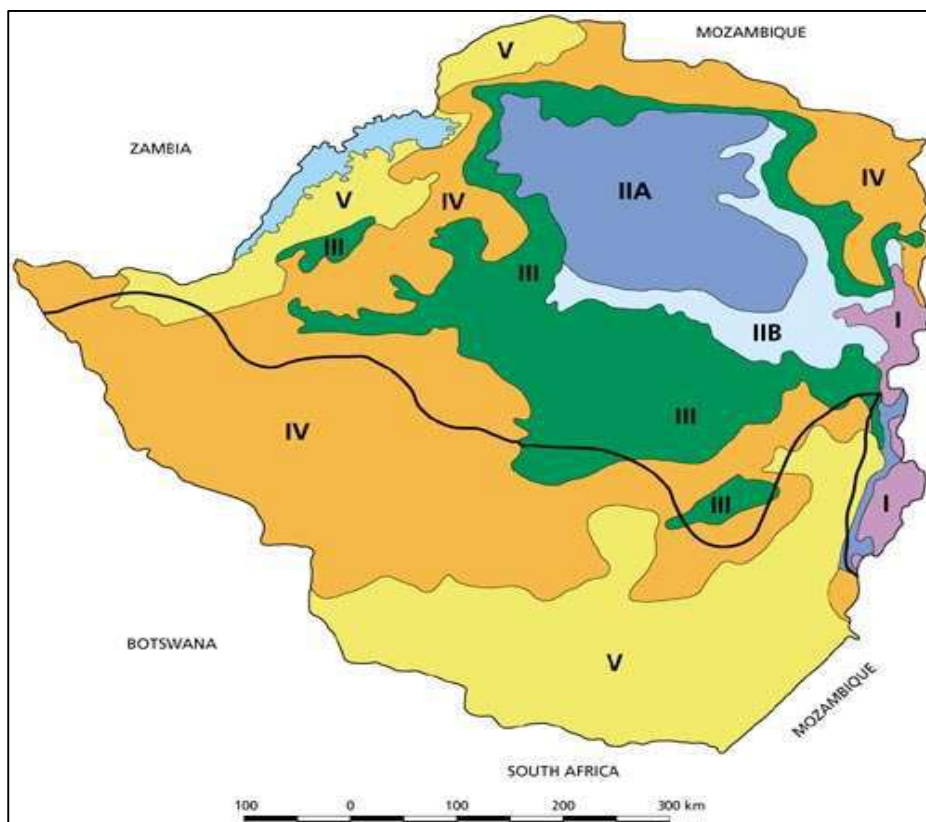 MOZAMBIQUE
V
ZAMBIA
IIA
IV
V
IV
III
III
I
IIB
IV
III
III
I
BOTSWANA
V
MOZAMBIQUE
SOUTH AFRICA
100 0 100 200 300 km